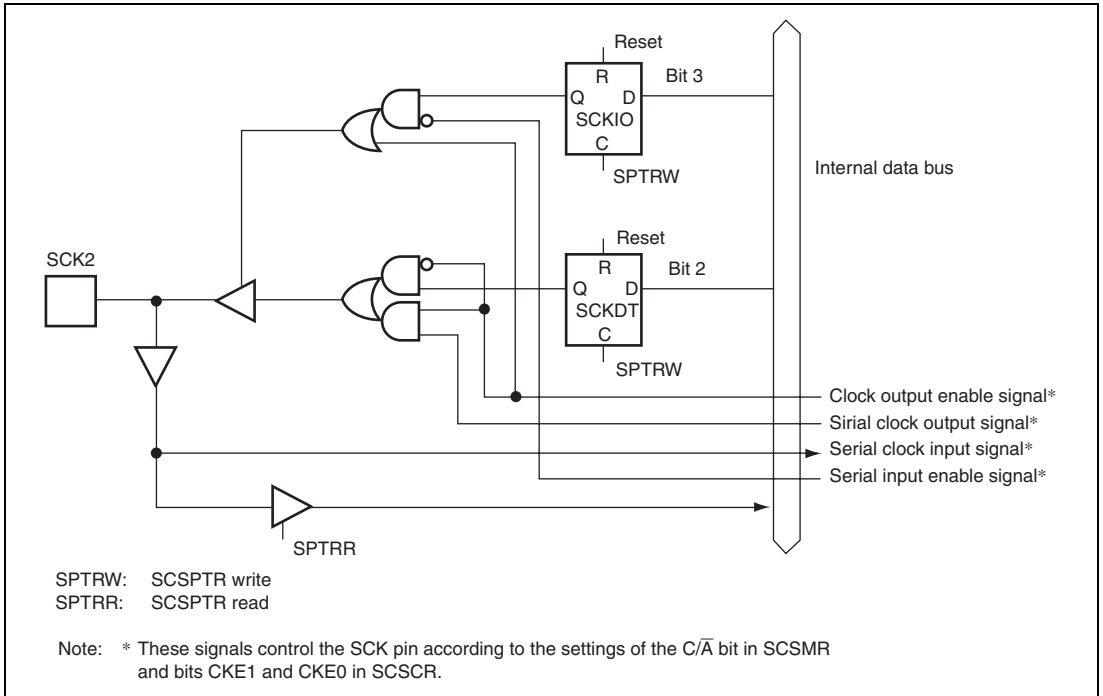 Reset
R
Bit 3
Q D
SCKIO
C
SPTRW
Internal data bus
Reset
SCK2
R
Bit 2
Q D
SCKDT
C
SPTRW
Clock output enable signal*
Sirial clock output signal*
Serial clock input signal*
Serial input enable signal*
SPTRR
SPTRW: SCSPTR write
SPTRR: SCSPTR read
Note: * These signals control the SCK pin according to the settings of the C/A̅ bit in SCSMR
and bits CKE1 and CKE0 in SCSCR.